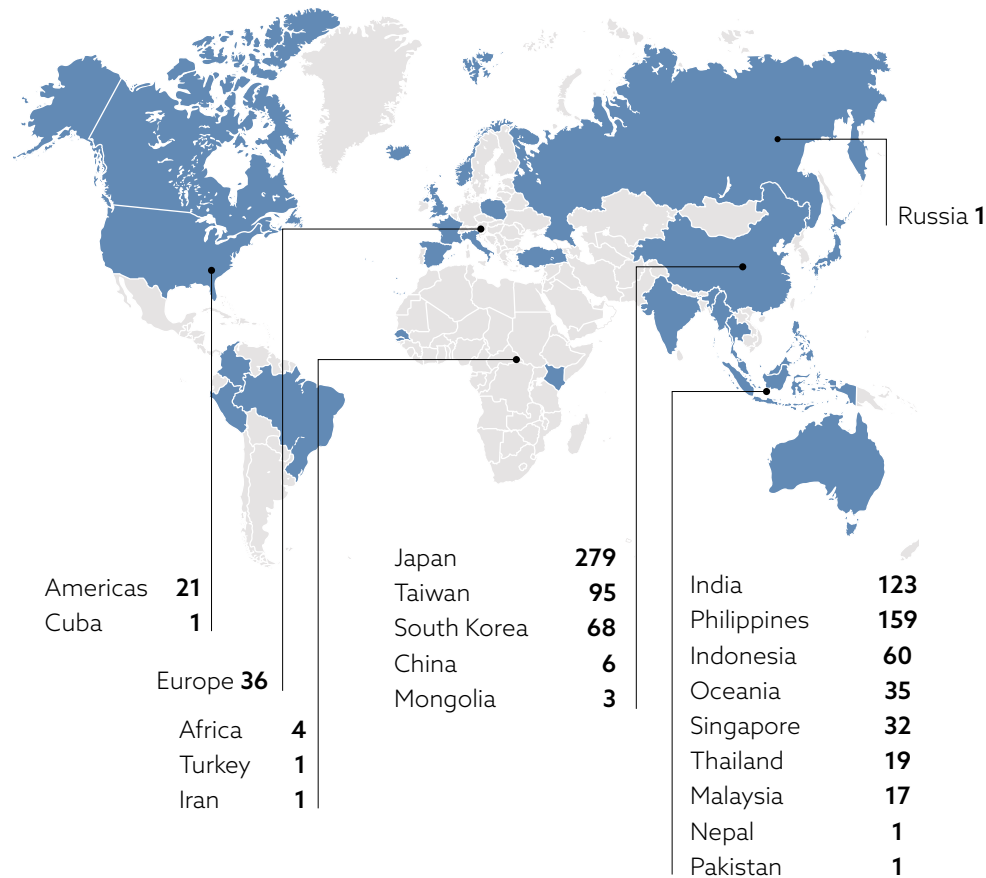 Russia 1
Americas 21
Cuba 1
Europe 36
Africa 4
Turkey 1
Iran 1
Japan 279
Taiwan 95
South Korea 68
China 6
Mongolia 3
India 123
Philippines 159
Indonesia 60
Oceania 35
Singapore 32
Thailand 19
Malaysia 17
Nepal 1
Pakistan 1